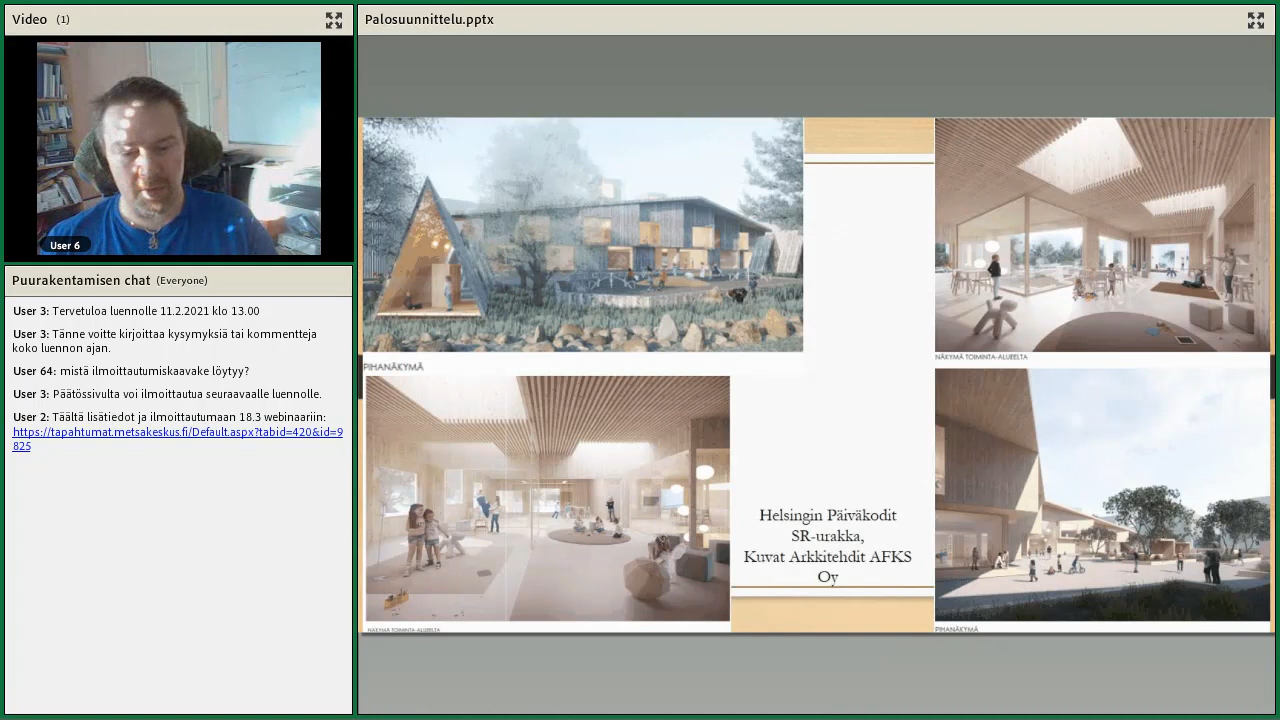 Video (1)
User 6
Puurakentamisen chat (Everyone)
User 3: Tervetuloa luennolle 11.2.2021 klo 13.00
User 3: Tänne voitte kirjoittaa kysymyksiä tai kommentteja
koko luennon ajan.
User 64: mistä ilmoittautumiskaavake löytyy?
User 3: Päätössivulta voi ilmoittautua seuraavaalle luennolle.
User 2: Täältä lisätiedot ja ilmoittautumaan 18.3 webinaariin:
https://tapahtumat.metsakeskus.fi/Default.aspx?tabid=420&id=9
825
Palosuunnittelu.pptx
PIHANÄKYMÄ
NÄKYMÄ TOIMINTA-ALUEELTA
NÄKYMÄ TOIMINTA-ALUEELTA
Helsingin Päiväkodit
SR-urakka,
Kuvat Arkkitehdit AFKS
Oy
PIHANÄKYMÄ